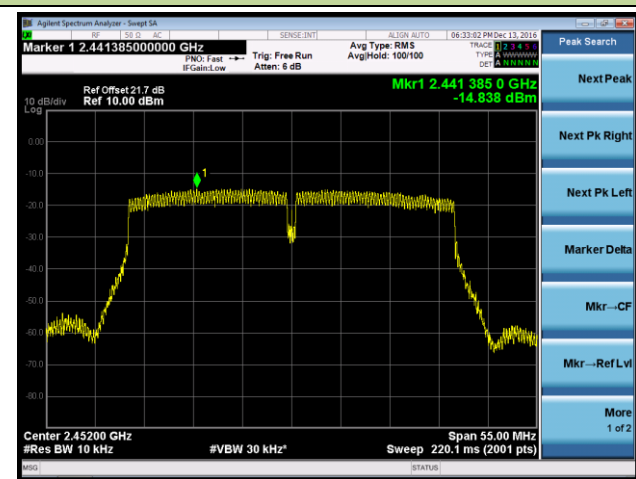 Agilent Spectrum Analyzer - Swept SA
RF 50 Ω AC SENSE:INT ALIGN AUTO 06:33:02 PM Dec 13, 2016
Marker 1 2.441385000000 GHz
PNO: Fast
IFGain:Low
Trig: Free Run
Atten: 6 dB
Avg Type: RMS
Avg|Hold: 100/100
TRACE 1 2 3 4 5 6
TYPE A WWWWW
DET A N N N N N
Peak Search
Mkr1 2.441 385 0 GHz
-14.838 dBm
Ref Offset 21.7 dB
10 dB/div Ref 10.00 dBm
Log
0.00
-10.0
-20.0
-30.0
-40.0
-50.0
-60.0
-70.0
-80.0
1
Next Peak
Next Pk Right
Next Pk Left
Marker Delta
Mkr→CF
Mkr→Ref Lvl
More
1 of 2
Center 2.45200 GHz Span 55.00 MHz
#Res BW 10 kHz #VBW 30 kHz* Sweep 220.1 ms (2001 pts)
MSG STATUS